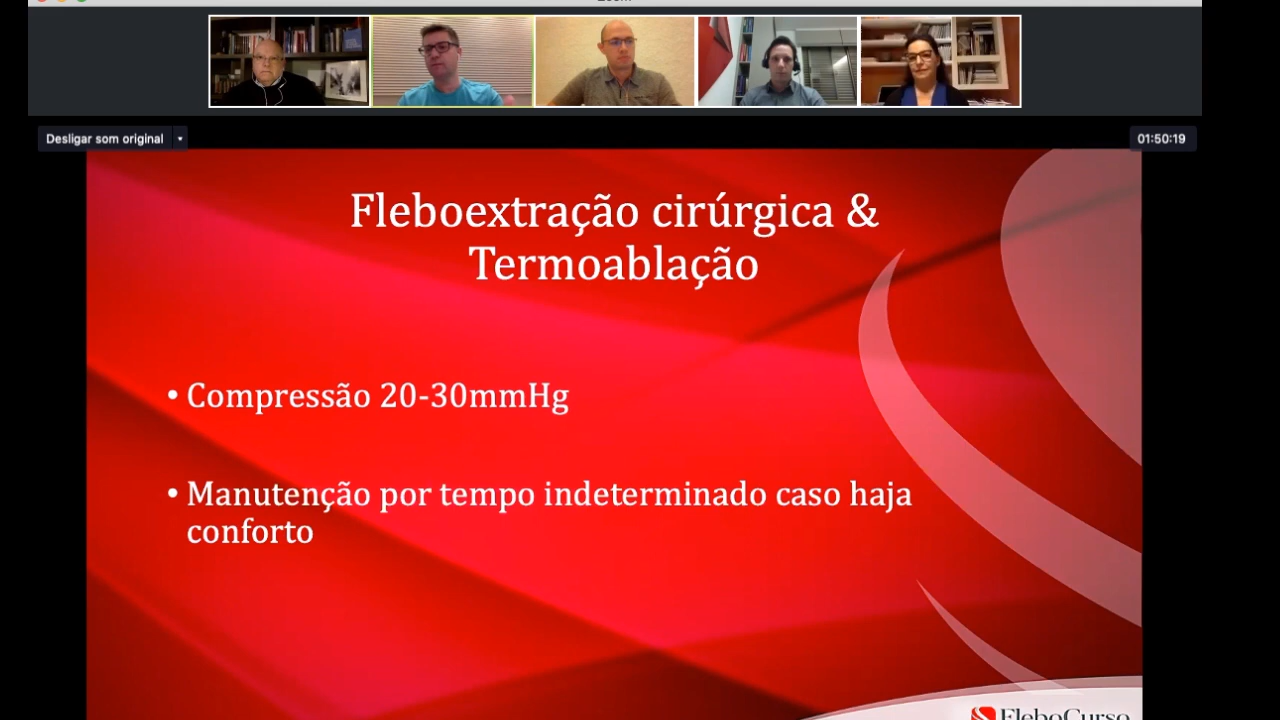 Desligar som original
01:50:19
Fleboextração cirúrgica &
Termoablação
• Compressão 20-30mmHg
• Manutenção por tempo indeterminado caso haja
conforto
FleboCurso